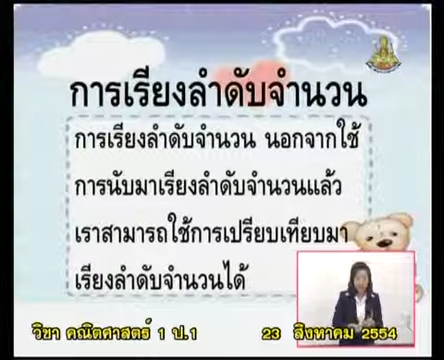 การเรียงลำดับจำนวน
การเรียงลำดับจำนวน นอกจากใช้
การนับมาเรียงลำดับจำนวนแล้ว
เราสามารถใช้การเปรียบเทียบมา
เรียงลำดับจำนวนได้
วิชา คณิตศาสตร์ 1 ป.1 23 สิงหาคม 2554